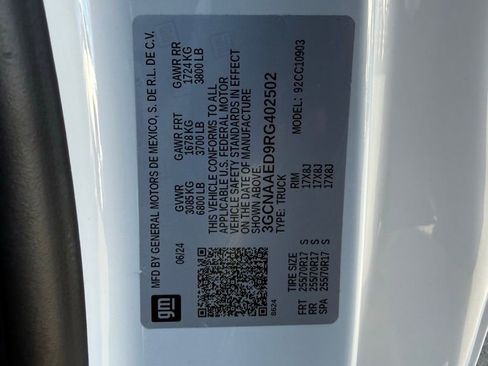 MFD BY GENERAL MOTORS DE MEXICO, S. DE R.L. DE C.V.
06/24 GVWR GAWR FRT GAWR RR
3085 KG 1678 KG 1724 KG
6800 LB 3700 LB 3800 LB
THIS VEHICLE CONFORMS TO ALL
APPLICABLE U.S. FEDERAL MOTOR
VEHICLE SAFETY STANDARDS IN EFFECT
ON THE DATE OF MANUFACTURE
SHOWN ABOVE.
3GCNAAED9RG402502
TYPE: TRUCK 92CC10903
gm
8624
TIRE SIZE RIM
FRT 255/70R17 S 17X8J
RR 255/70R17 S 17X8J
SPA 255/70R17 S 17X8J